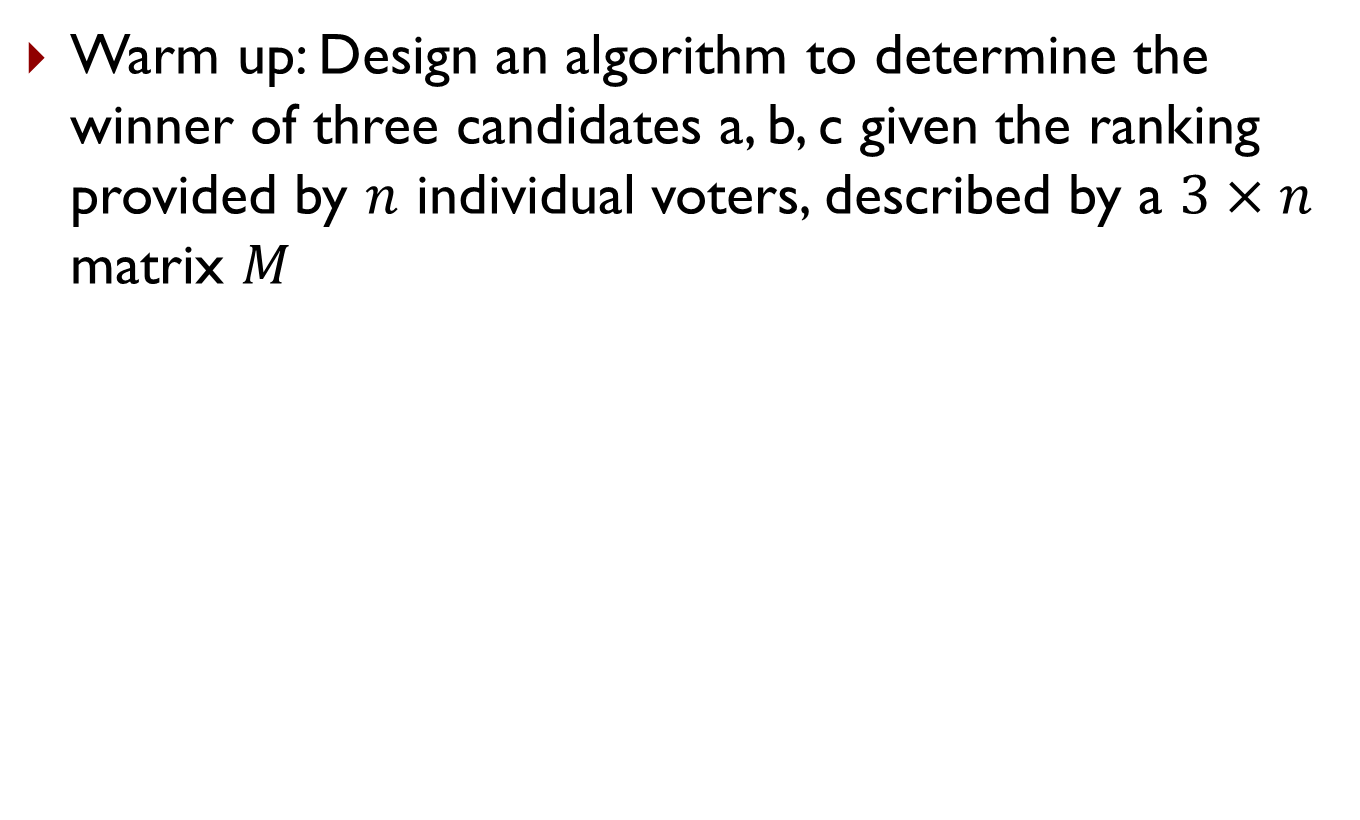 Warm up: Design an algorithm to determine the
winner of three candidates a, b, c given the ranking
provided by n individual voters, described by a 3 × n
matrix M